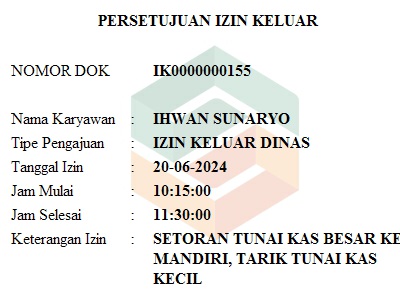 PERSETUJUAN IZIN KELUAR
NOMOR DOK IK0000000155
Nama Karyawan : IHWAN SUNARYO
Tipe Pengajuan : IZIN KELUAR DINAS
Tanggal Izin : 20-06-2024
Jam Mulai : 10:15:00
Jam Selesai : 11:30:00
Keterangan Izin : SETORAN TUNAI KAS BESAR KE
MANDIRI, TARIK TUNAI KAS
KECIL